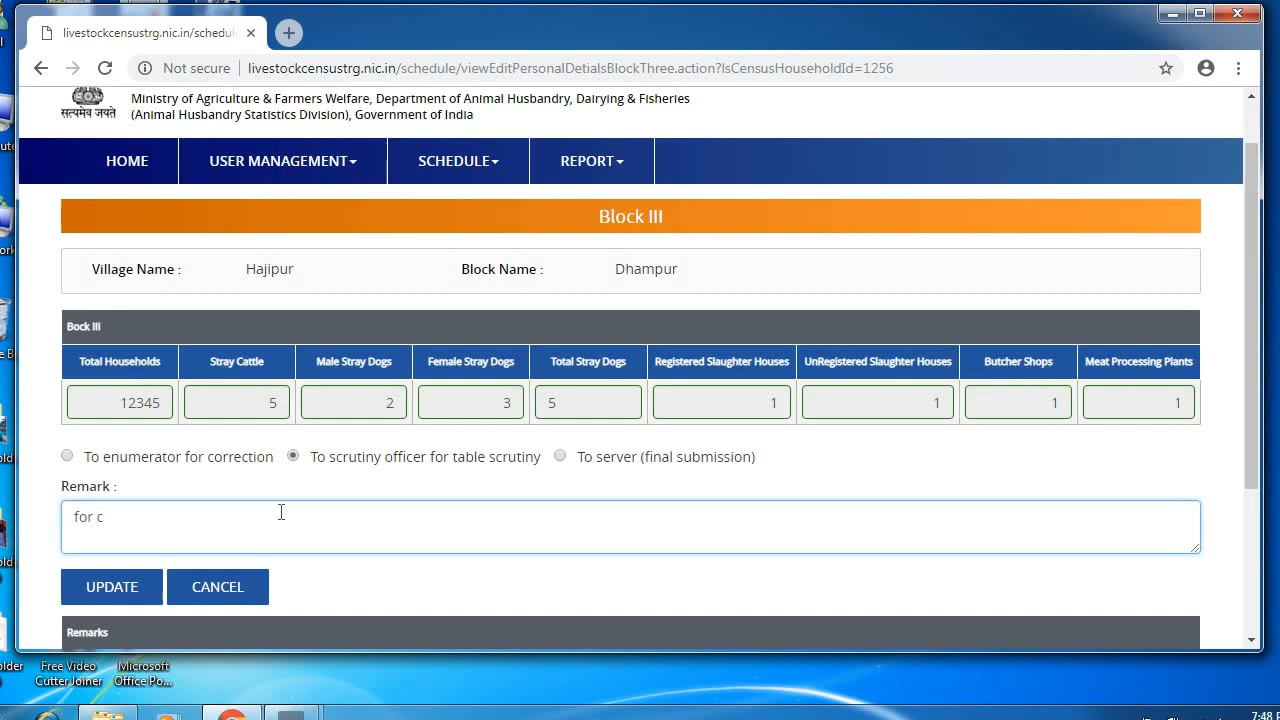 livestockcensustrg.nic.in/schedul
Not secure | livestockcensustrg.nic.in/schedule/viewEditPersonalDetialsBlockThree.action?lsCensusHouseholdId=1256
सत्यमेव जयते
Ministry of Agriculture & Farmers Welfare, Department of Animal Husbandry, Dairying & Fisheries
(Animal Husbandry Statistics Division), Government of India
HOME USER MANAGEMENT SCHEDULE REPORT
Block III
Village Name : Hajipur Block Name : Dhampur
Bock III
Total Households Stray Cattle Male Stray Dogs Female Stray Dogs Total Stray Dogs Registered Slaughter Houses UnRegistered Slaughter Houses Butcher Shops Meat Processing Plants
12345 5 2 3 5 1 1 1 1
To enumerator for correction To scrutiny officer for table scrutiny To server (final submission)
Remark :
for c
UPDATE CANCEL
Remarks
older Free Video Microsoft
Cutter Joiner Office Po...
7:48